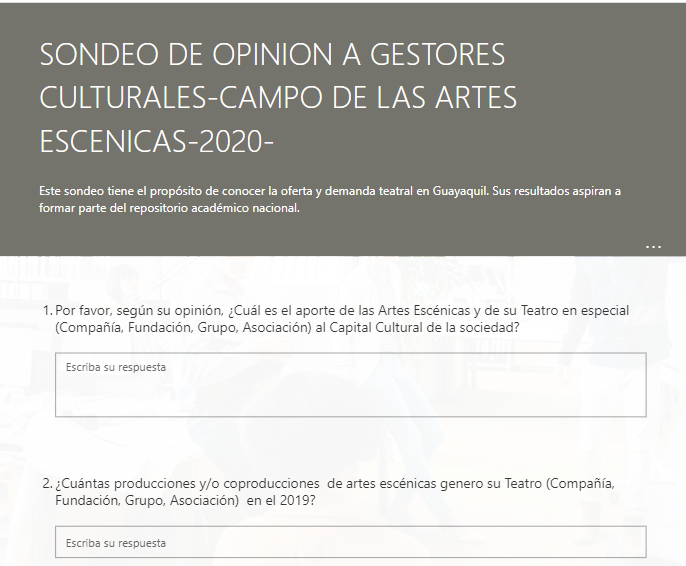 SONDEO DE OPINION A GESTORES
CULTURALES-CAMPO DE LAS ARTES
ESCENICAS-2020-
Este sondeo tiene el propósito de conocer la oferta y demanda teatral en Guayaquil. Sus resultados aspiran a
formar parte del repositorio académico nacional.
...
1. Por favor, según su opinión, ¿Cuál es el aporte de las Artes Escénicas y de su Teatro en especial
(Compañía, Fundación, Grupo, Asociación) al Capital Cultural de la sociedad?
Escriba su respuesta
2. ¿Cuántas producciones y/o coproducciones  de artes escénicas genero su Teatro (Compañía,
Fundación, Grupo, Asociación)  en el 2019?
Escriba su respuesta